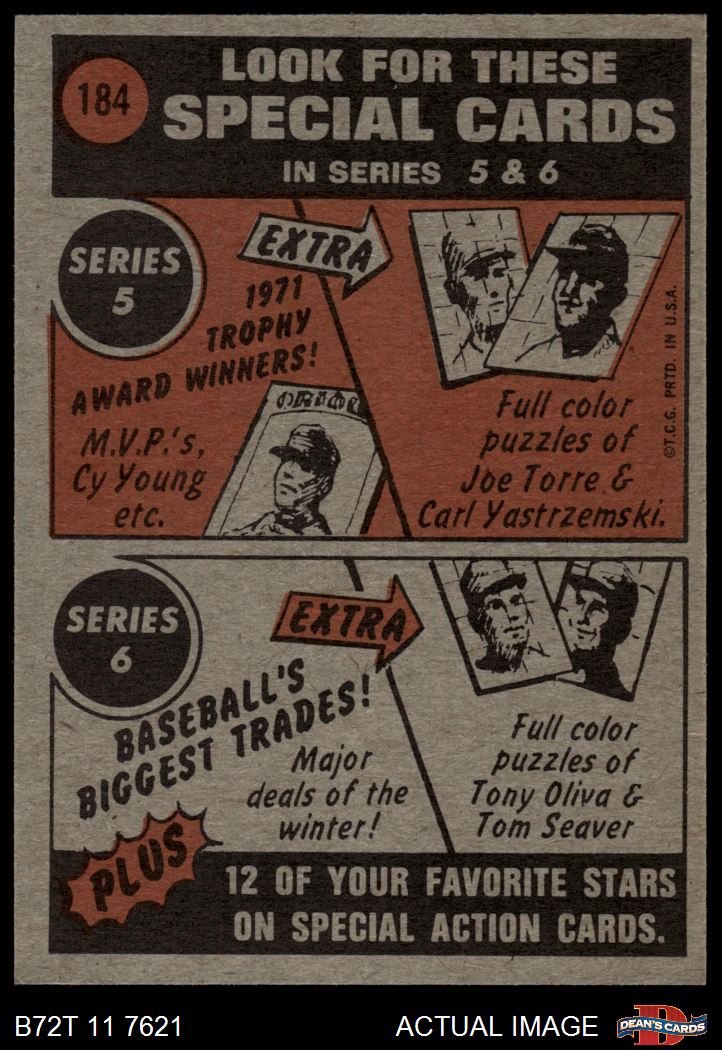 184
LOOK FOR THESE
SPECIAL CARDS
IN SERIES 5 & 6
SERIES
5
EXTRA
1971
TROPHY
AWARD WINNERS!
M.V.P.'s,
Cy Young
etc.
Full color
puzzles of
Joe Torre &
Carl Yastrzemski.
©T.C.G. PRTD. IN U.S.A.
SERIES
6
EXTRA
BASEBALL'S
BIGGEST TRADES!
Major
deals of the
winter!
Full color
puzzles of
Tony Oliva &
Tom Seaver
PLUS
12 OF YOUR FAVORITE STARS
ON SPECIAL ACTION CARDS.
B72T 11 7621
ACTUAL IMAGE
DEAN'S CARDS